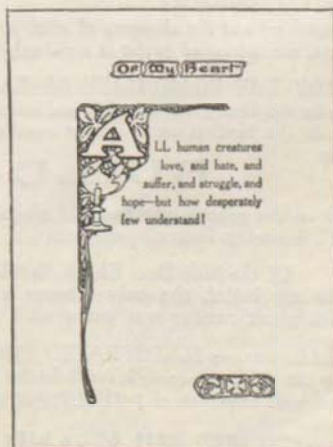 Of My Heart
ALL human creatures
love, and hate, and
suffer, and struggle, and
hope—but how desperately
few understand!